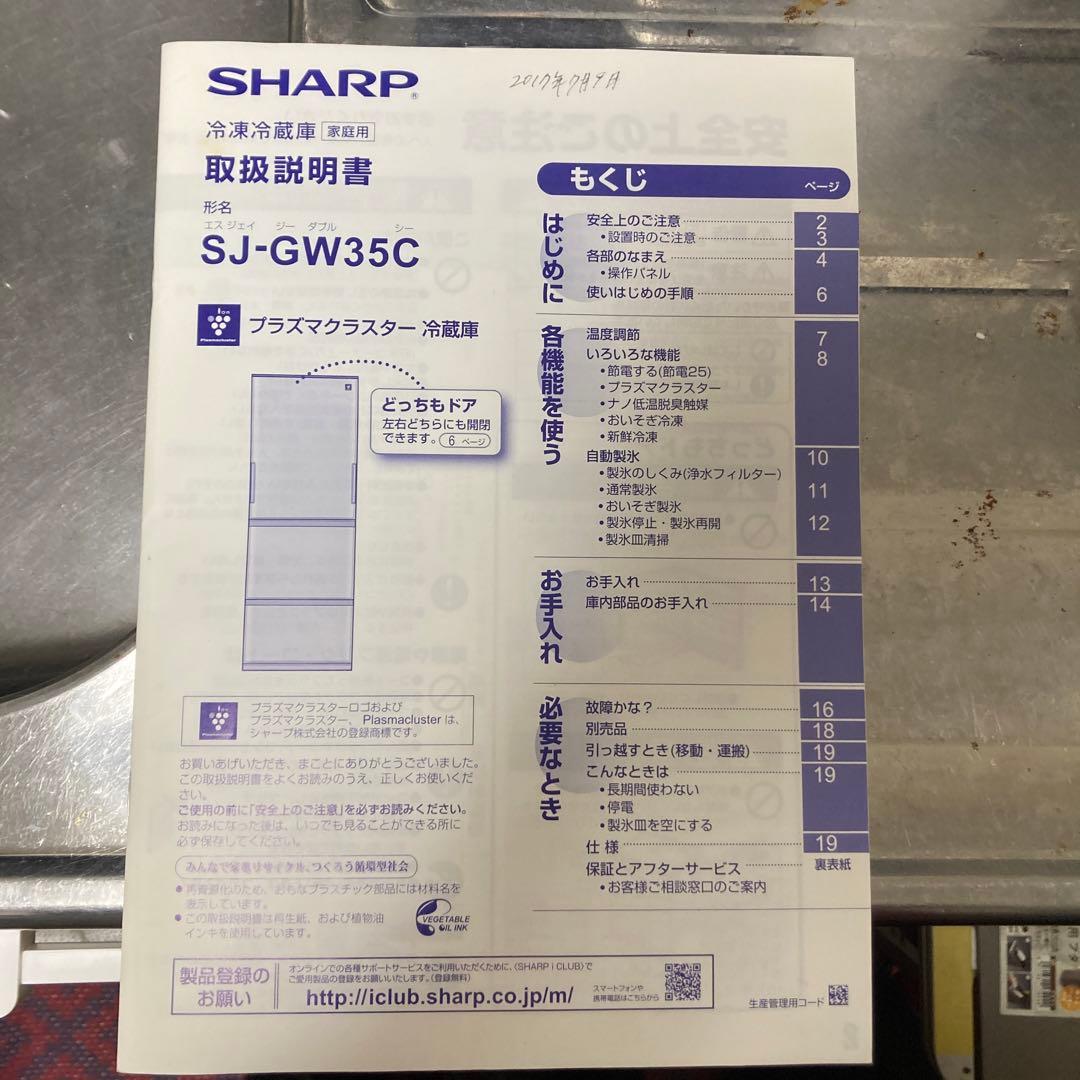 SHARP®
2017年7月9日
冷凍冷蔵庫 家庭用
取扱説明書
形名
エス ジェイ ジー ダブル シー
SJ-GW35C
Ion
Plasmacluster
プラズマクラスター 冷蔵庫
どっちもドア
左右どちらにも開閉
できます。 6 ページ
Plasmacluster
プラズマクラスターロゴおよび
プラズマクラスター、Plasmacluster は、
シャープ株式会社の登録商標です。
お買いあげいただき、まことにありがとうございました。
この取扱説明書をよくお読みのうえ、正しくお使いくだ
さい。
ご使用の前に「安全上のご注意」を必ずお読みください。
お読みになった後は、いつでも見ることができる所に
必ず保存してください。
みんなで家電リサイクル、つくろう循環型社会
●再資源化のため、おもなプラスチック部品には材料名を
表示しています。
●この取扱説明書は再生紙、および植物油
インキを使用しています。
VEGETABLE
OIL INK
もくじ ページ
はじめに
安全上のご注意 2
•設置時のご注意 3
各部のなまえ 4
•操作パネル
使いはじめの手順 6
各機能を使う
温度調節 7
いろいろな機能 8
•節電する(節電25)
•プラズマクラスター
•ナノ低温脱臭触媒
•おいそぎ冷凍
•新鮮冷凍
自動製氷 10
•製氷のしくみ(浄水フィルター)
•通常製氷 11
•おいそぎ製氷
•製氷停止・製氷再開 12
•製氷皿清掃
お手入れ
お手入れ 13
庫内部品のお手入れ 14
必要なとき
故障かな？ 16
別売品 18
引っ越すとき(移動・運搬) 19
こんなときは 19
•長期間使わない
•停電
•製氷皿を空にする
仕様 19
保証とアフターサービス 裏表紙
•お客様ご相談窓口のご案内
製品登録の
お願い
オンラインでの各種サポートサービスをご利用いただくために、〈SHARP i CLUB〉で
ご愛用製品の登録をお願いいたします。(登録無料)
http://iclub.sharp.co.jp/m/
スマートフォンや
携帯電話はこちらから
生産管理用コード